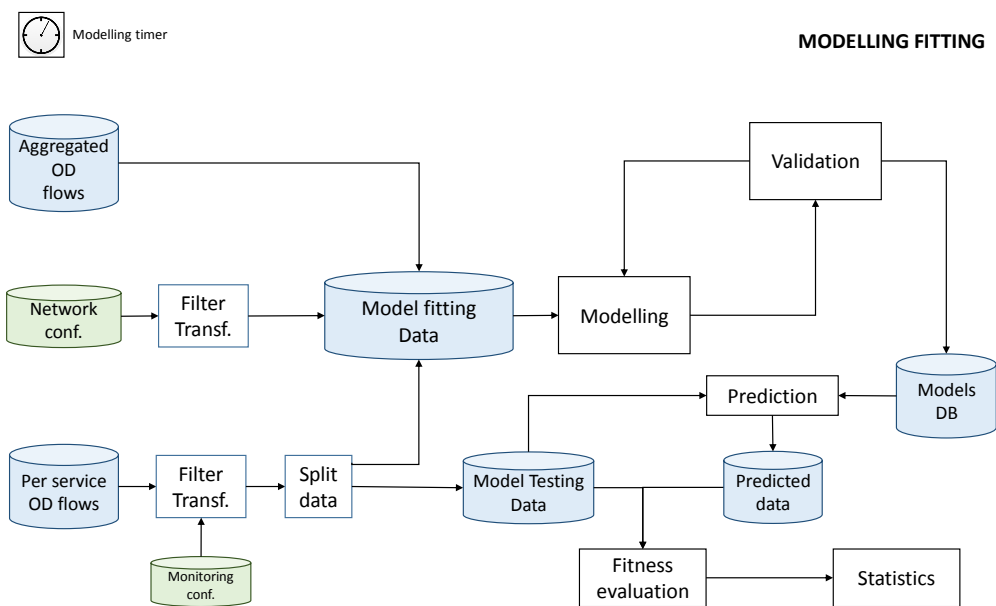 Modelling timer
MODELLING FITTING
Aggregated
OD
flows
Validation
Network
conf.
Filter
Transf.
Model fitting
Data
Modelling
Prediction
Models
DB
Per service
OD flows
Filter
Transf.
Split
data
Model Testing
Data
Predicted
data
Monitoring
conf.
Fitness
evaluation
Statistics